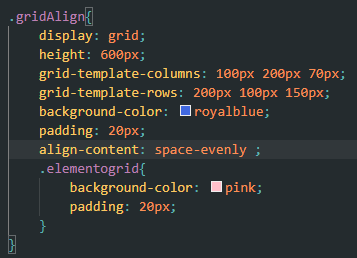 .gridAlign{
display: grid;
height: 600px;
grid-template-columns: 100px 200px 70px;
grid-template-rows: 200px 100px 150px;
background-color: royalblue;
padding: 20px;
align-content: space-evenly ;
.elementogrid{
background-color: pink;
padding: 20px;
}
}